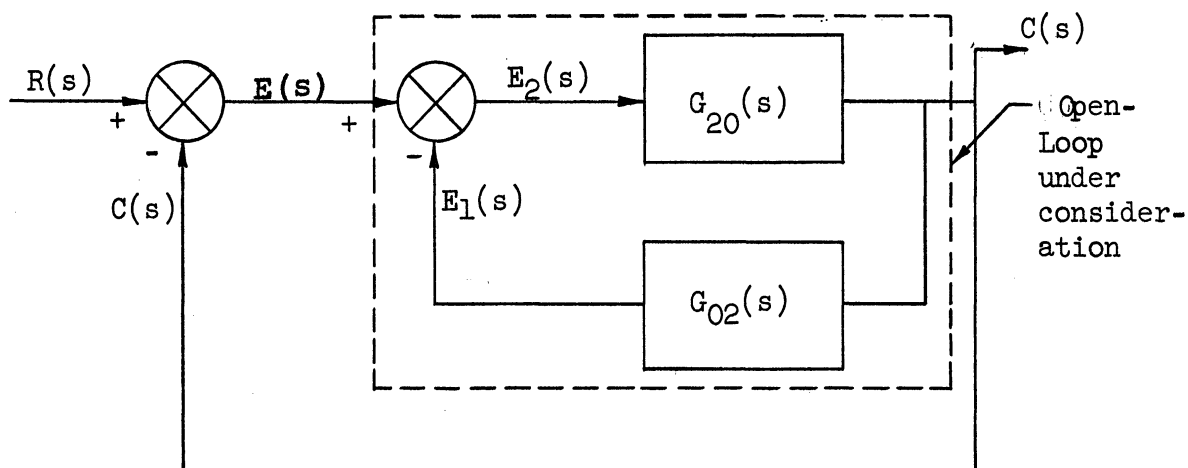 C(s)
R(s)
E(s)
E2(s)
G20(s)
Open-
Loop
under
consider-
ation
+
+
-
-
C(s)
E1(s)
G02(s)